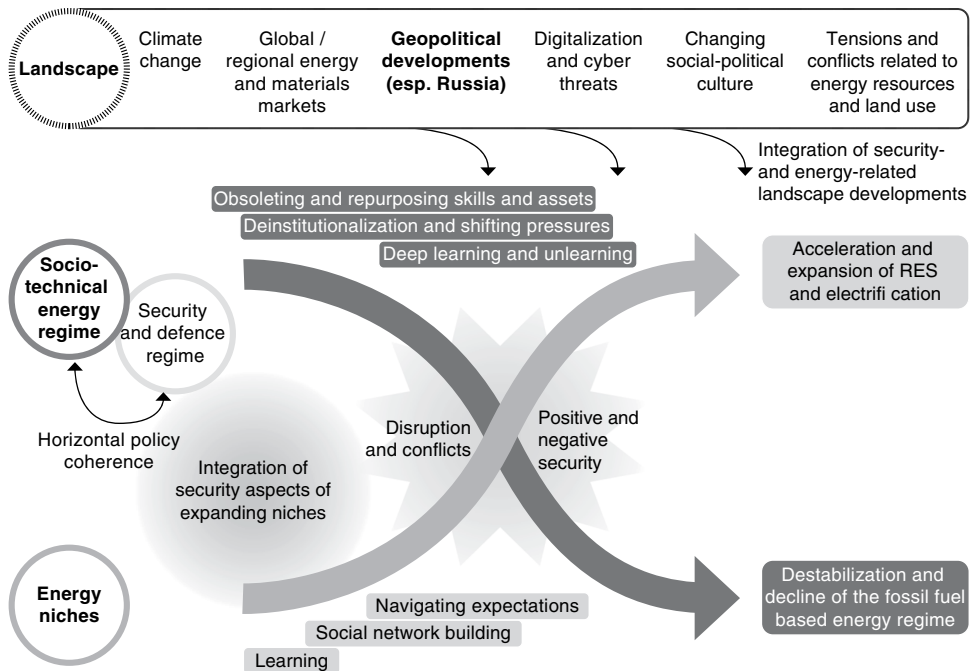 Landscape
Climate
change
Global /
regional energy
and materials
markets
Geopolitical
developments
(esp. Russia)
Digitalization
and cyber
threats
Changing
social-political
culture
Tensions and
conflicts related to
energy resources
and land use
Integration of security-
and energy-related
landscape developments
Obsoleting and repurposing skills and assets
Deinstitutionalization and shifting pressures
Deep learning and unlearning
Socio-
technical
energy
regime
Security
and defence
regime
Acceleration and
expansion of RES
and electrifi cation
Horizontal policy
coherence
Disruption
and conflicts
Positive and
negative
security
Integration of
security aspects of
expanding niches
Energy
niches
Navigating expectations
Social network building
Learning
Destabilization and
decline of the fossil fuel
based energy regime